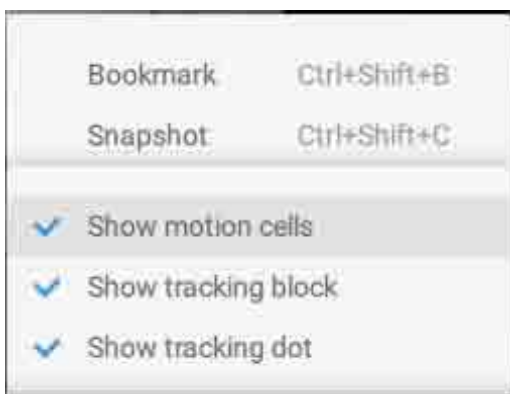 Bookmark Ctrl+Shift+B
Snapshot Ctrl+Shift+C
Show motion cells
Show tracking block
Show tracking dot